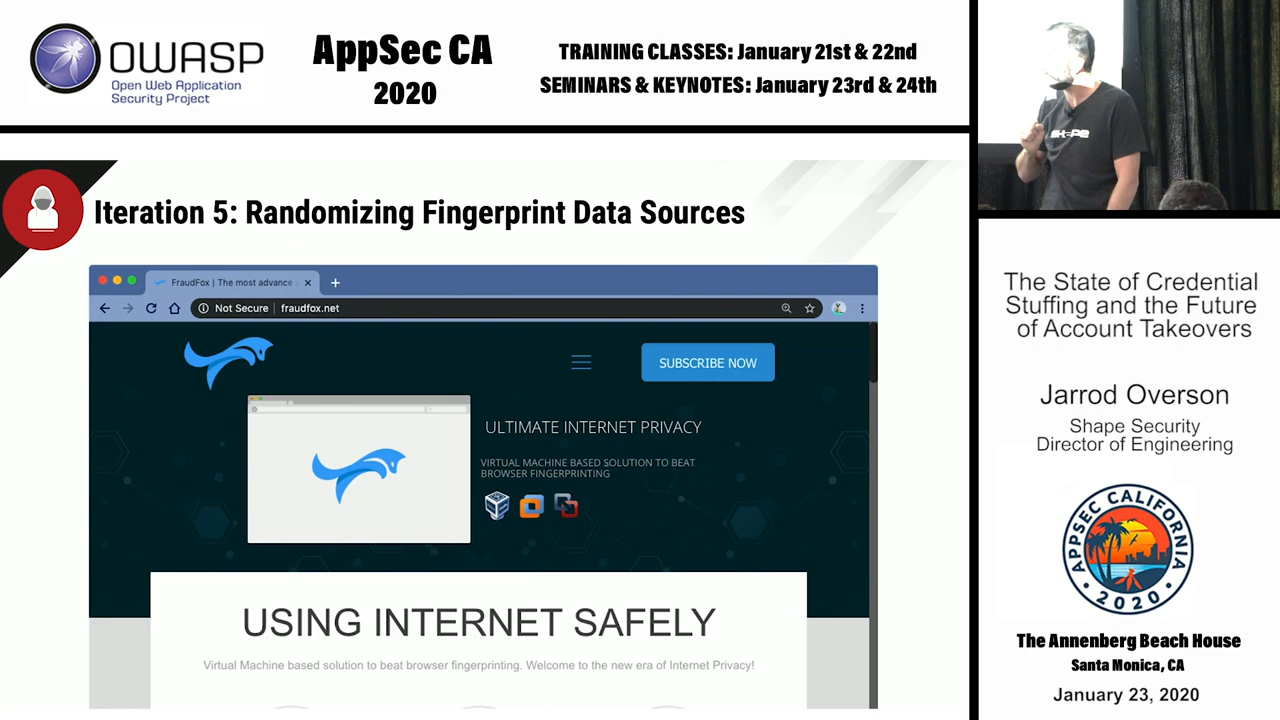 OWASP
Open Web Application
Security Project
AppSec CA
2020
TRAINING CLASSES: January 21st & 22nd
SEMINARS & KEYNOTES: January 23rd & 24th
SHAPE
Iteration 5: Randomizing Fingerprint Data Sources
FraudFox | The most advance
Not Secure | fraudfox.net
SUBSCRIBE NOW
ULTIMATE INTERNET PRIVACY
VIRTUAL MACHINE BASED SOLUTION TO BEAT
BROWSER FINGERPRINTING
USING INTERNET SAFELY
Virtual Machine based solution to beat browser fingerprinting. Welcome to the new era of Internet Privacy!
The State of Credential
Stuffing and the Future
of Account Takeovers
Jarrod Overson
Shape Security
Director of Engineering
APPSEC CALIFORNIA
• 2020 •
The Annenberg Beach House
Santa Monica, CA
January 23, 2020